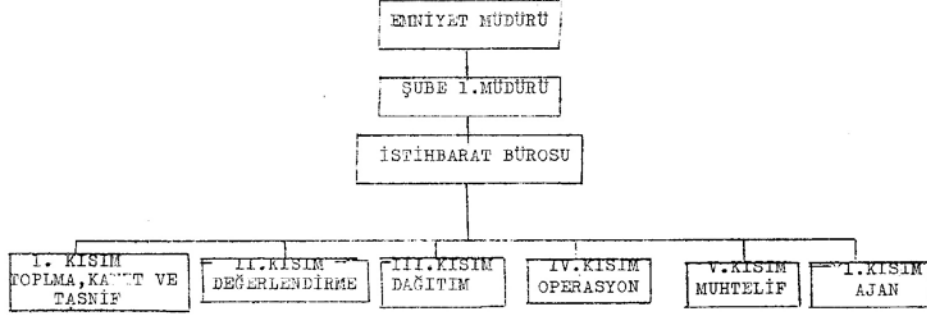 EMNİYET MÜDÜRÜ
ŞUBE 1.MÜDÜRÜ
İSTİHBARAT BÜROSU
I. KISIM
TOPLMA,KAYIT VE
TASNİF
II.KISIM
DEĞERLENDİRME
III.KISIM
DAĞITIM
IV.KISIM
OPERASYON
V.KISIM
MUHTELİF
I.KISIM
AJAN